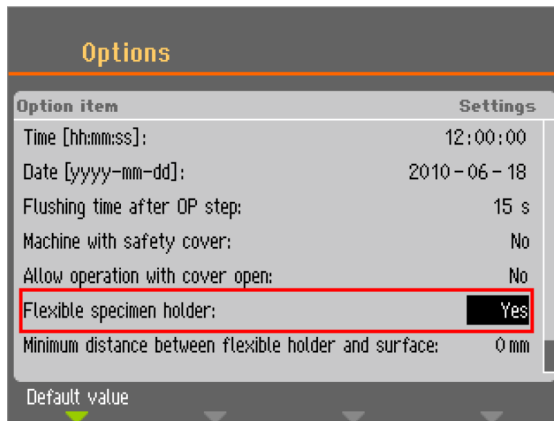 Options
Option item Settings
Time [hh:mm:ss]: 12:00:00
Date [yyyy-mm-dd]: 2010-06-18
Flushing time after OP step: 15 s
Machine with safety cover: No
Allow operation with cover open: No
Flexible specimen holder: Yes
Minimum distance between flexible holder and surface: 0 mm
Default value